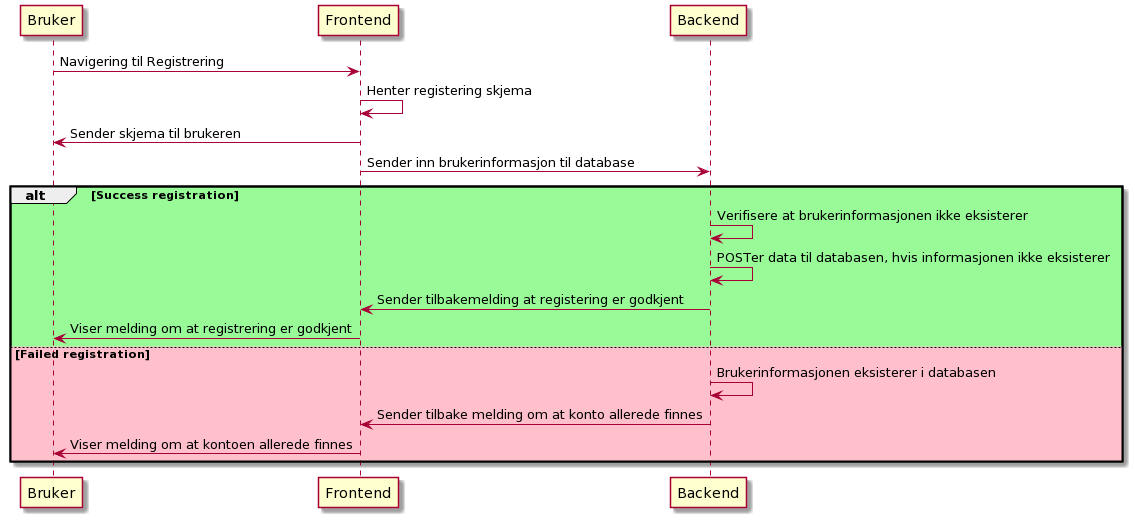 Bruker Frontend Backend
Navigering til Registrering
Henter registering skjema
Sender skjema til brukeren
Sender inn brukerinformasjon til database
alt [Success registration]
Verifisere at brukerinformasjonen ikke eksisterer
POSTer data til databasen, hvis informasjonen ikke eksisterer
Sender tilbakemelding at registering er godkjent
Viser melding om at registrering er godkjent
[Failed registration]
Brukerinformasjonen eksisterer i databasen
Sender tilbake melding om at konto allerede finnes
Viser melding om at kontoen allerede finnes
Bruker Frontend Backend